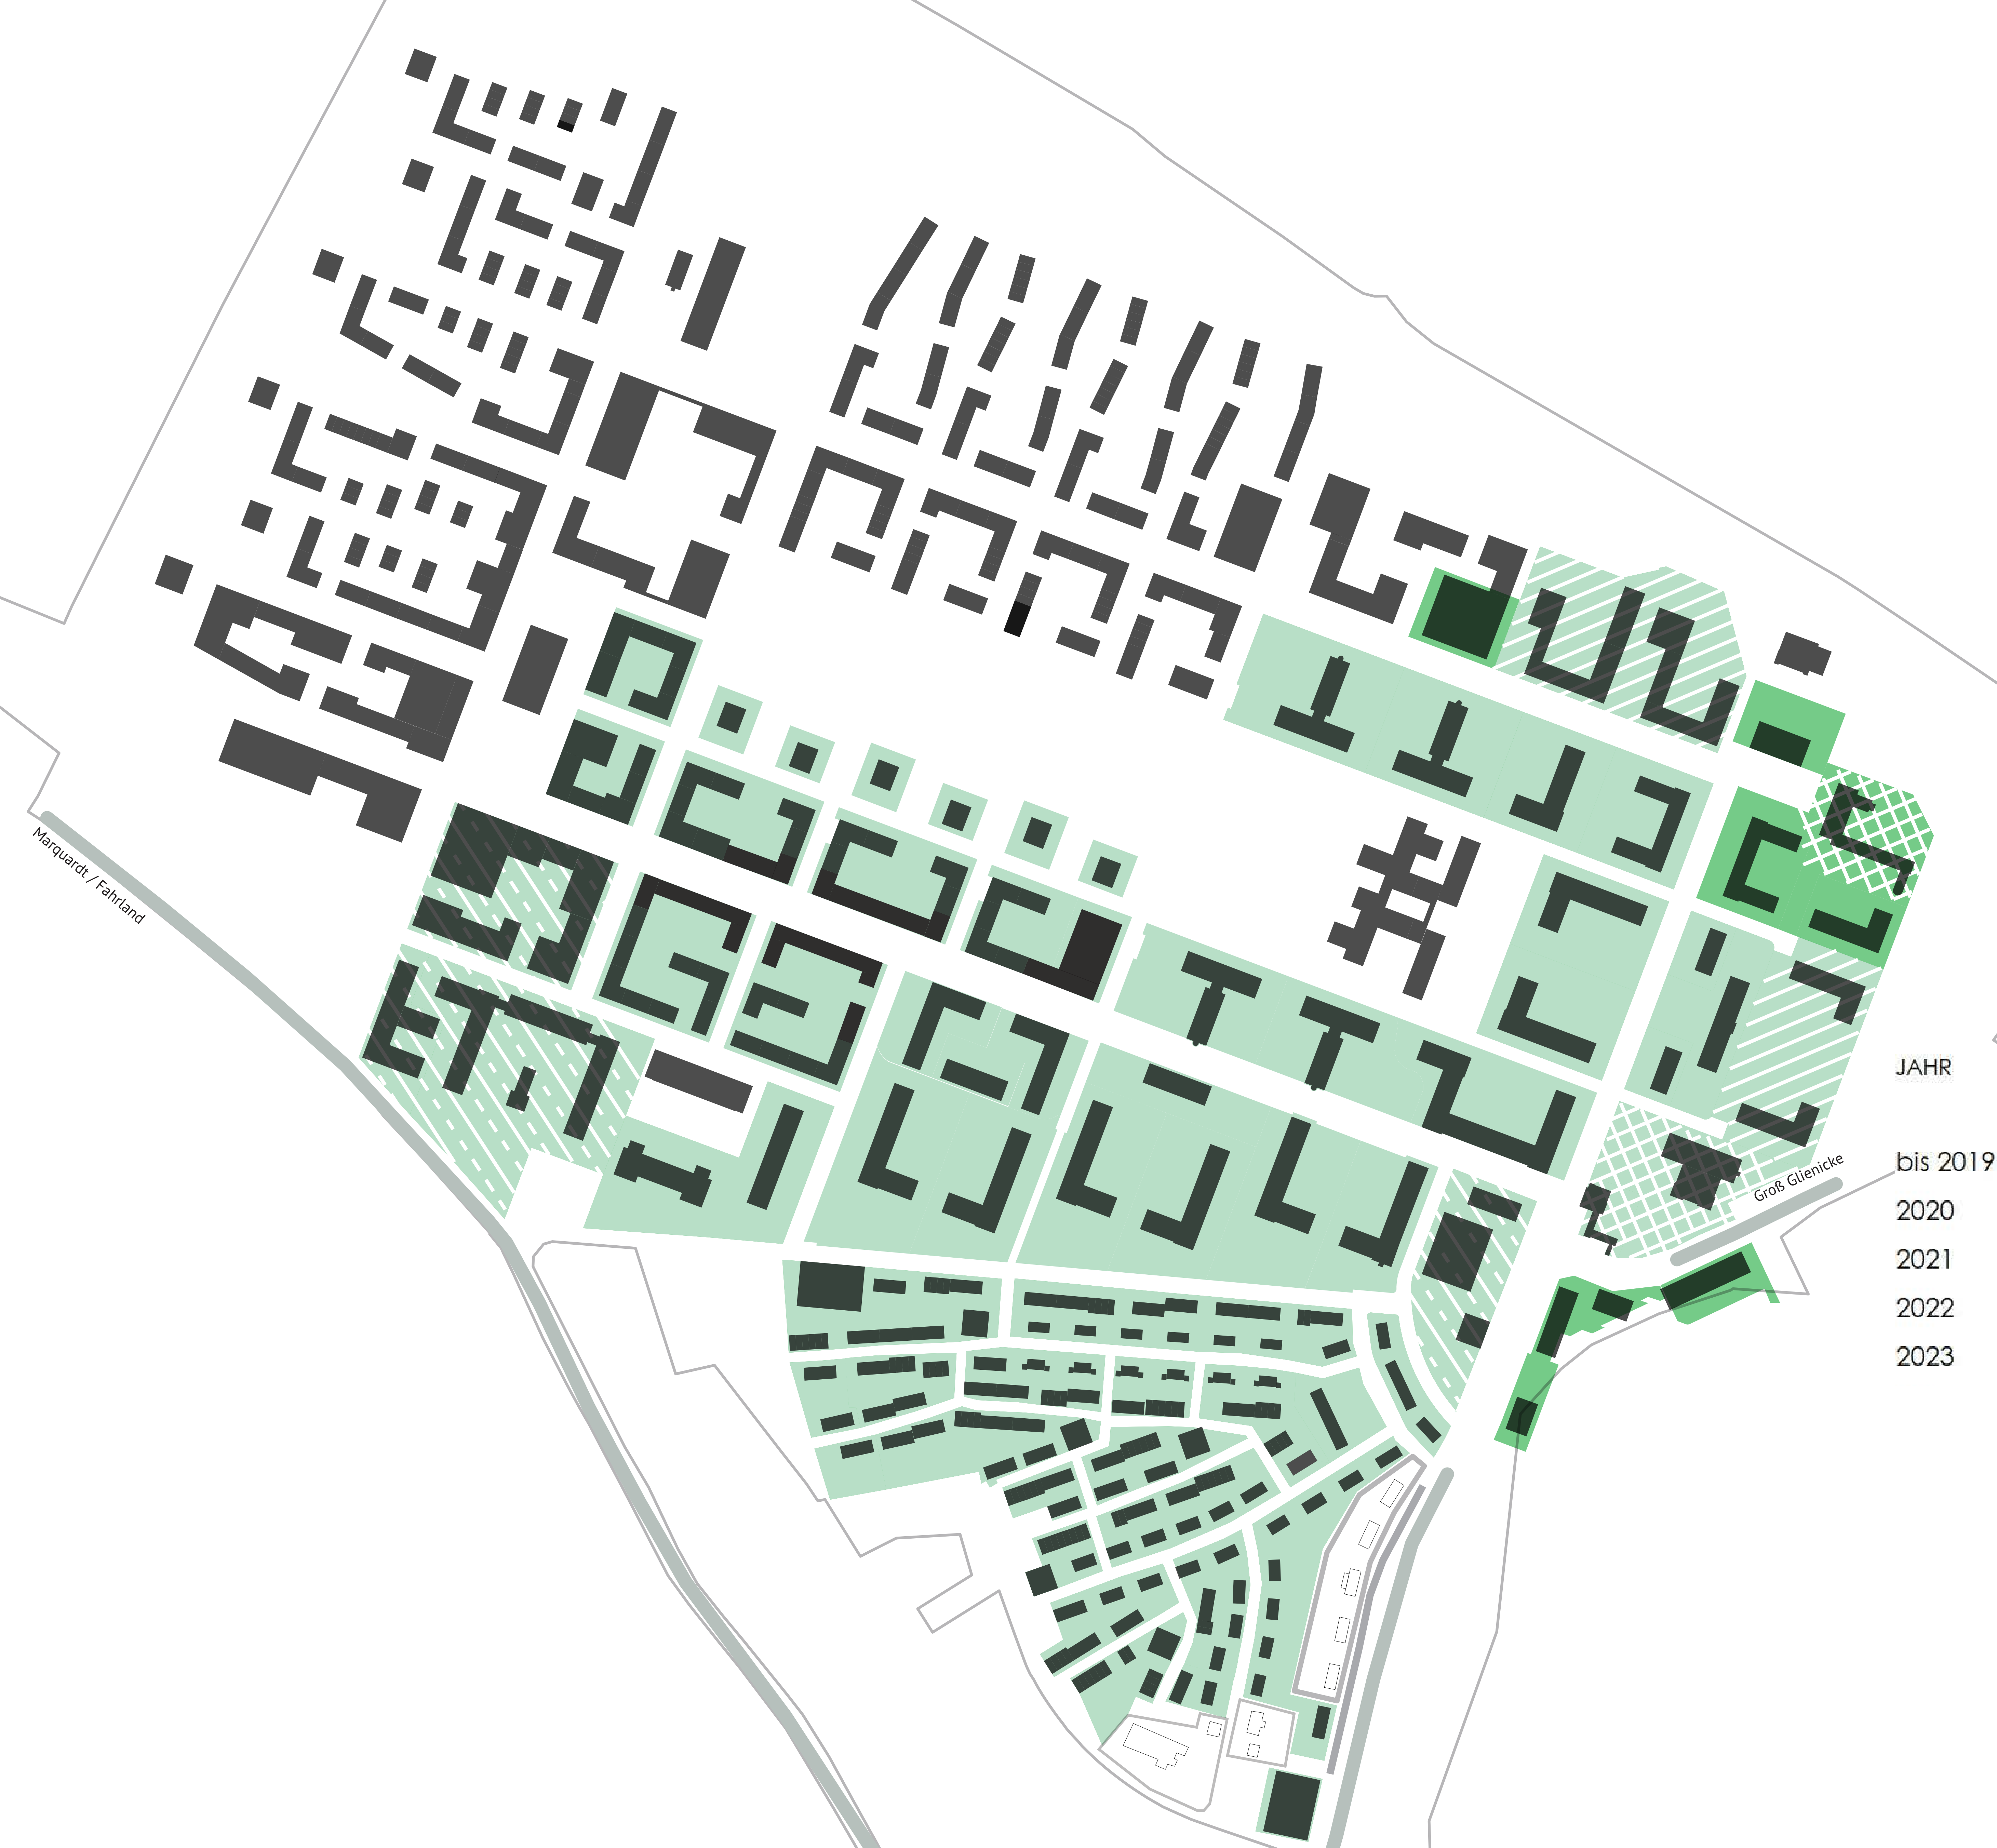 Marquardt / Fahrland
JAHR
Groß Glienicke
bis 2019
2020
2021
2022
2023